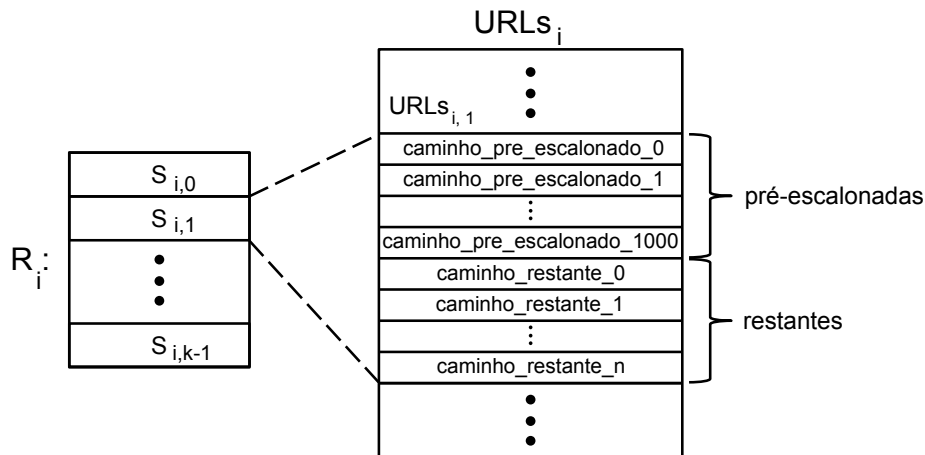 URLs i
URLs i, 1
caminho_pre_escalonado_0
caminho_pre_escalonado_1
caminho_pre_escalonado_1000
caminho_restante_0
caminho_restante_1
caminho_restante_n
pré-escalonadas
restantes
R i:
S i,0
S i,1
S i,k-1